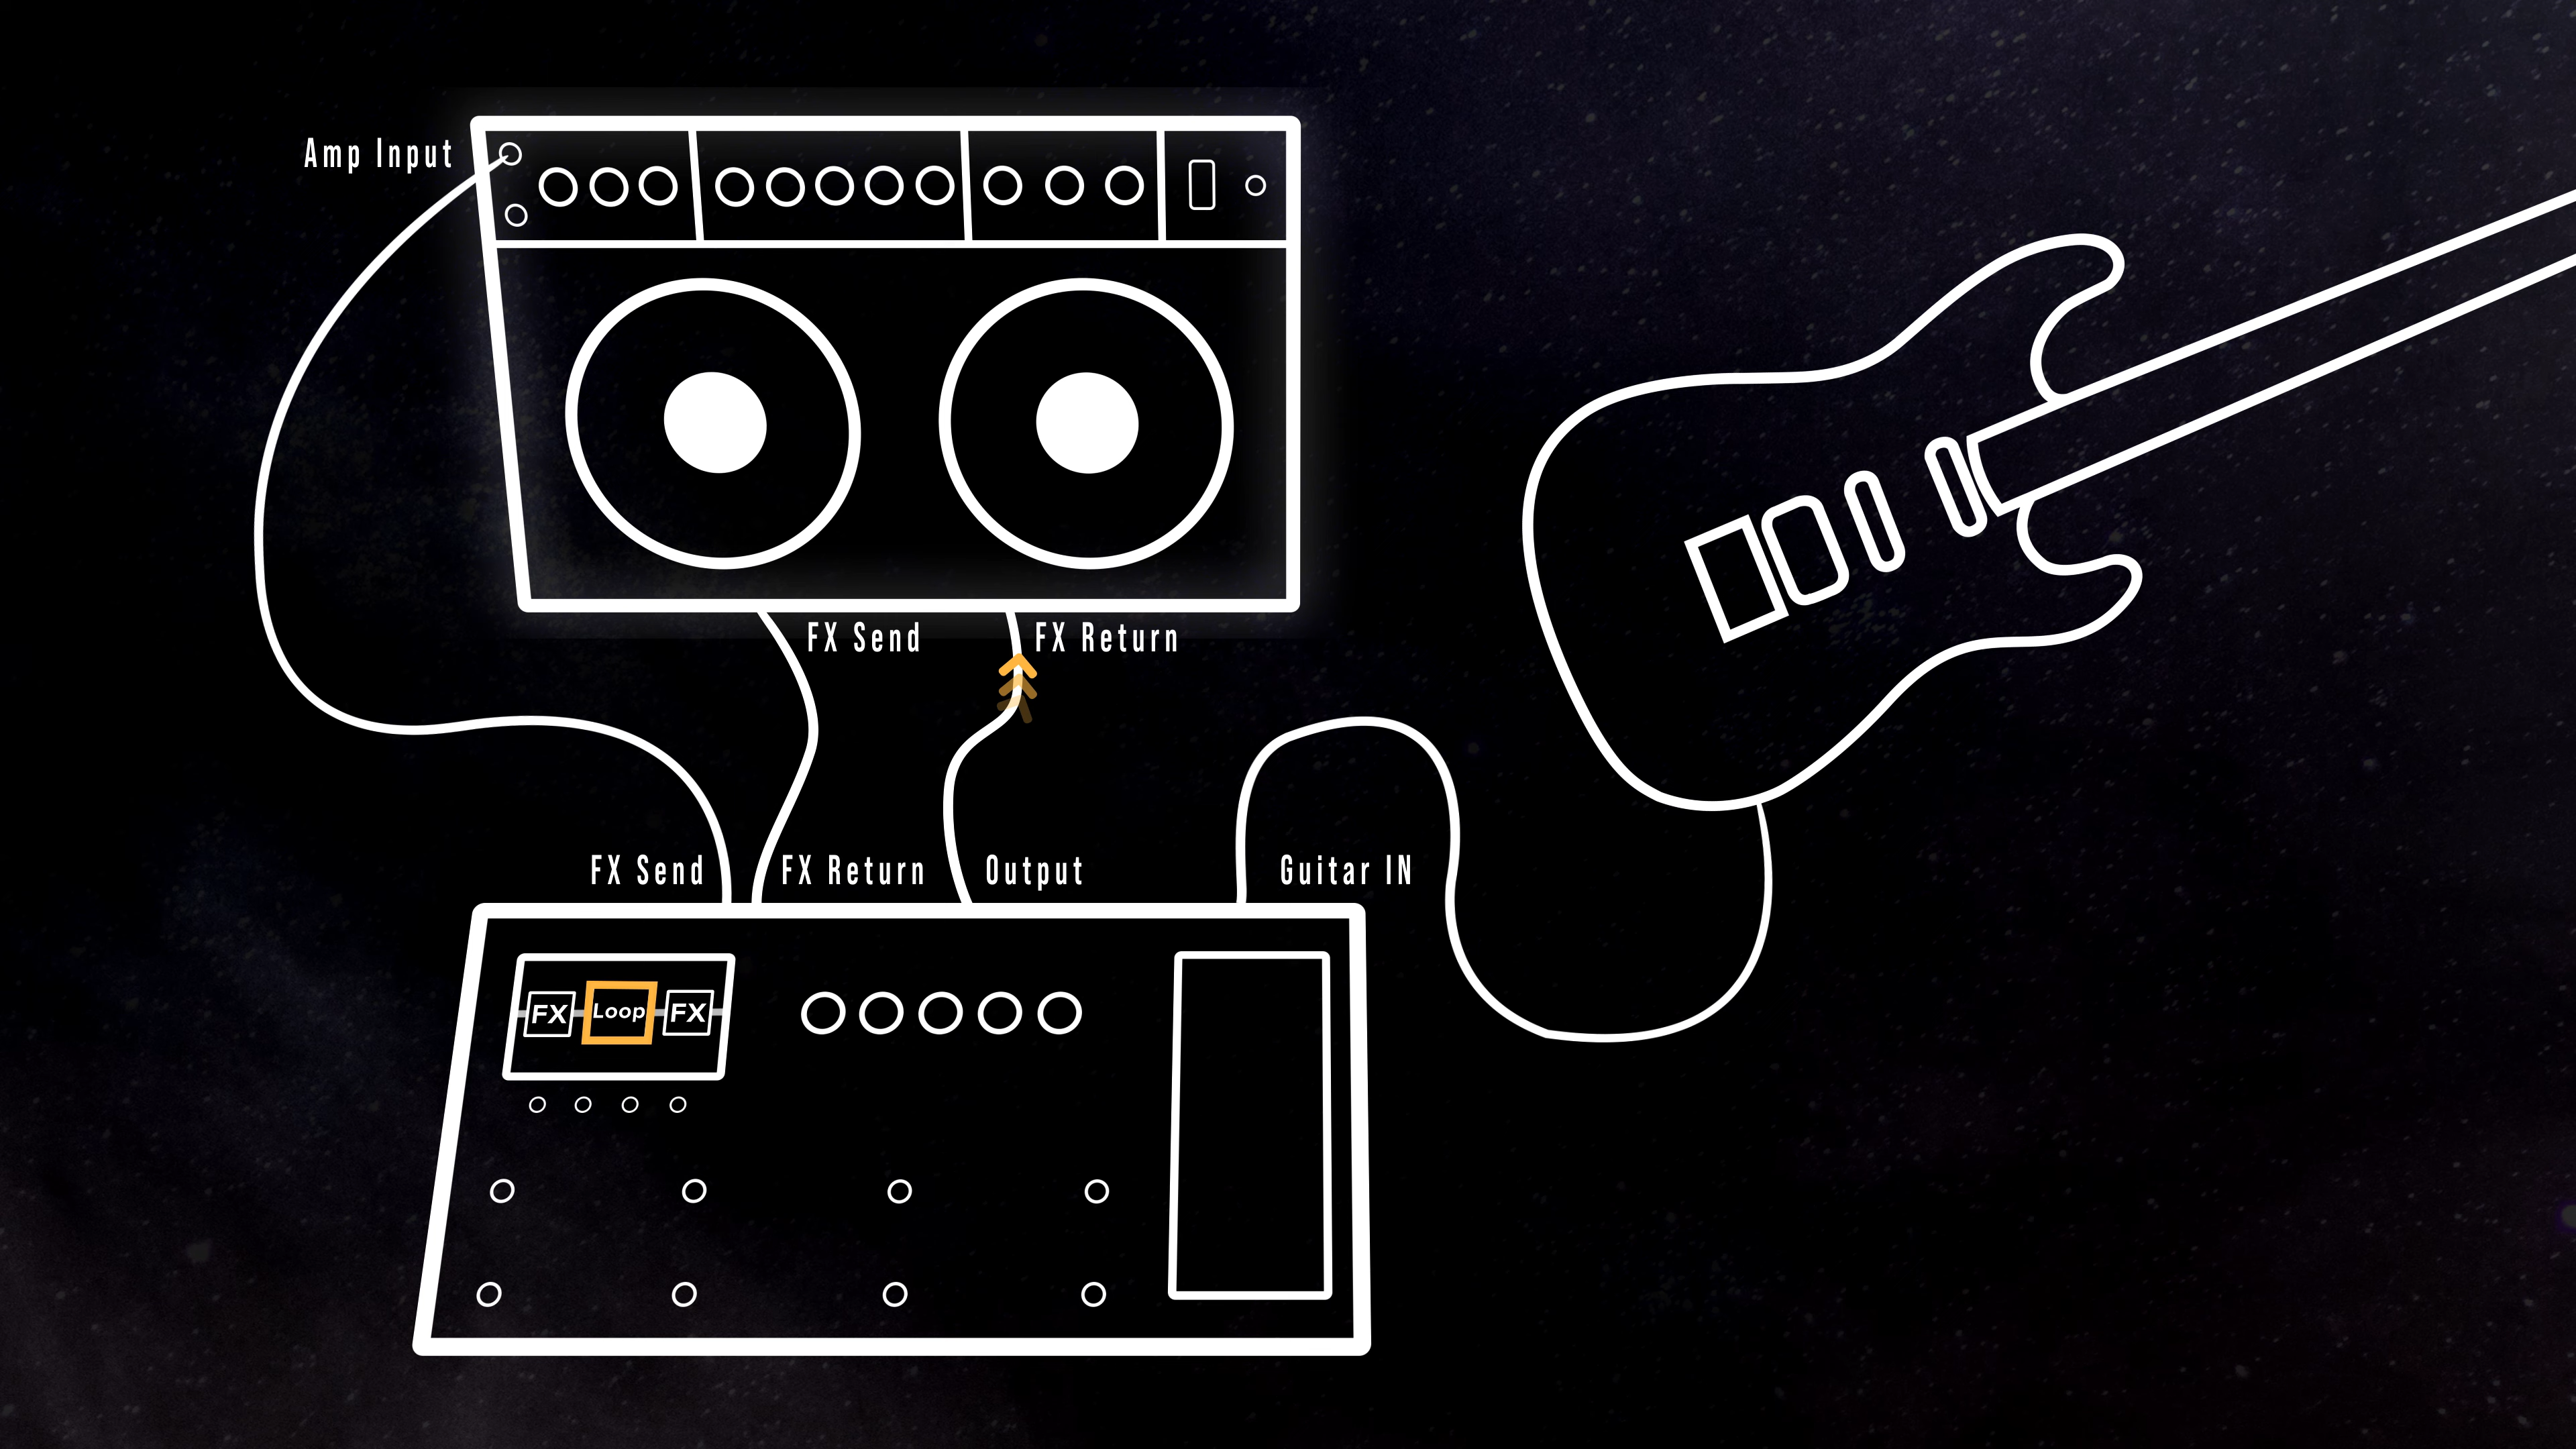 Amp Input
FX Send
FX Return
FX Send
FX Return
Output
Guitar IN
FX
Loop
FX